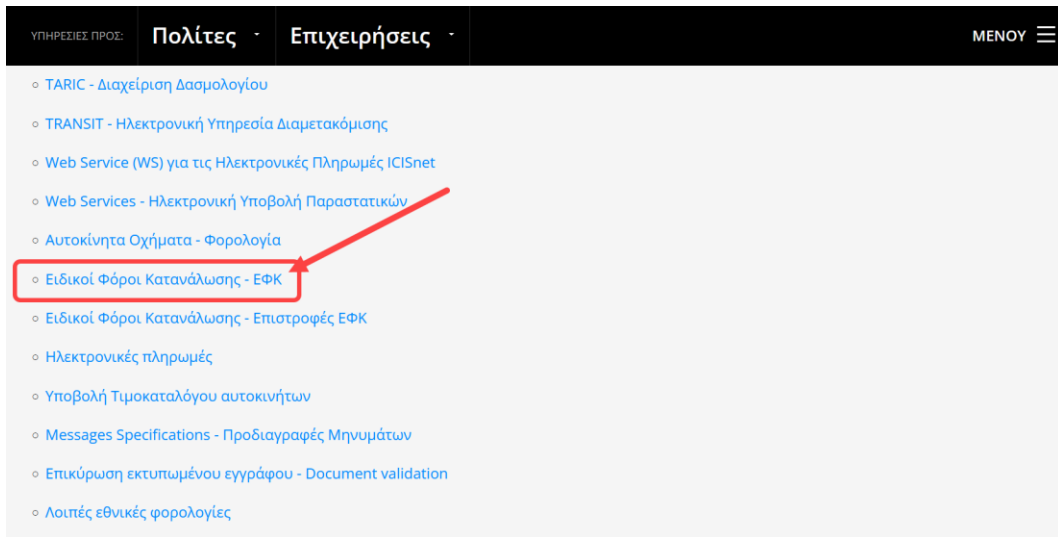 ΥΠΗΡΕΣΙΕΣ ΠΡΟΣ: Πολίτες Επιχειρήσεις ΜΕΝΟΥ
TARIC - Διαχείριση Δασμολογίου
TRANSIT - Ηλεκτρονική Υπηρεσία Διαμετακόμισης
Web Service (WS) για τις Ηλεκτρονικές Πληρωμές ICISnet
Web Services - Ηλεκτρονική Υποβολή Παραστατικών
Αυτοκίνητα Οχήματα - Φορολογία
Ειδικοί Φόροι Κατανάλωσης - ΕΦΚ
Ειδικοί Φόροι Κατανάλωσης - Επιστροφές ΕΦΚ
Ηλεκτρονικές πληρωμές
Υποβολή Τιμοκαταλόγου αυτοκινήτων
Messages Specifications - Προδιαγραφές Μηνυμάτων
Επικύρωση εκτυπωμένου εγγράφου - Document validation
Λοιπές εθνικές φορολογίες